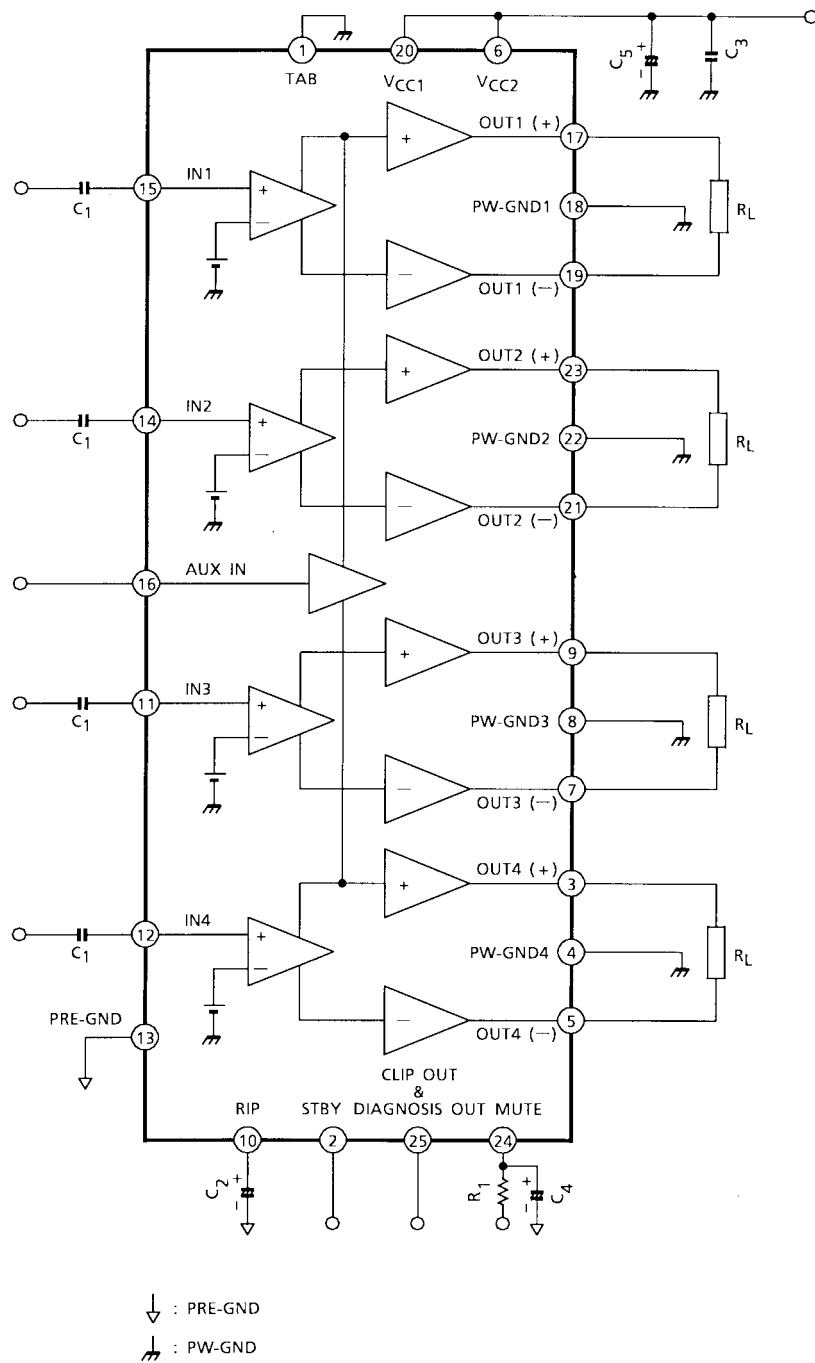 1 20 6
TAB VCC1 VCC2
C5 + − C3
OUT1 (+)
17
+
C1 15 IN1
+
−
PW-GND1 18
RL
−
19
OUT1 (−)
OUT2 (+)
23
+
C1 14 IN2
+
−
PW-GND2 22
RL
−
21
OUT2 (−)
16 AUX IN
OUT3 (+)
9
+
C1 11 IN3
+
−
PW-GND3 8
RL
−
7
OUT3 (−)
OUT4 (+)
3
+
C1 12 IN4
+
−
PW-GND4 4
RL
−
5
OUT4 (−)
PRE-GND
13
CLIP OUT
&
RIP STBY DIAGNOSIS OUT MUTE
10 2 25 24
C2 + − R1 + − C4
: PRE-GND
: PW-GND